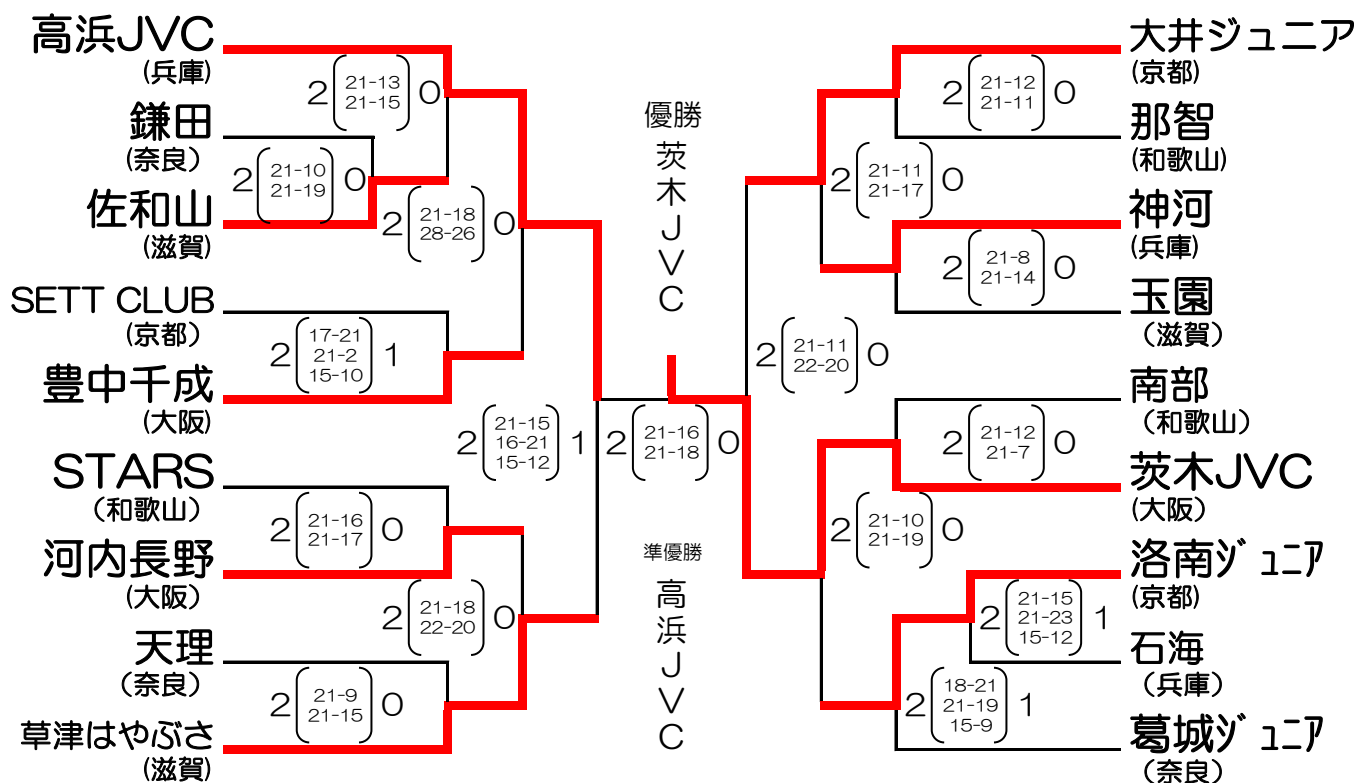 高浜JVC
(兵庫)
2 21-13 0
21-15
鎌田
(奈良)
2 21-10 0
21-19
佐和山
(滋賀)
2 21-18 0
28-26
SETT CLUB
(京都)
2 17-21 1
21-2
15-10
豊中千成
(大阪)
2 21-15 1
16-21
15-12
STARS
(和歌山)
2 21-16 0
21-17
河内長野
(大阪)
2 21-18 0
22-20
天理
(奈良)
2 21-9 0
21-15
草津はやぶさ
(滋賀)
優勝
茨木JVC
2 21-16 0
21-18
準優勝
高浜JVC
大井ジュニア
(京都)
2 21-12 0
21-11
那智
(和歌山)
2 21-11 0
21-17
神河
(兵庫)
2 21-8 0
21-14
玉園
(滋賀)
2 21-11 0
22-20
南部
(和歌山)
2 21-12 0
21-7
茨木JVC
(大阪)
2 21-10 0
21-19
洛南ジュニア
(京都)
2 21-15 1
21-23
15-12
石海
(兵庫)
2 18-21 1
21-19
15-9
葛城ジュニア
(奈良)